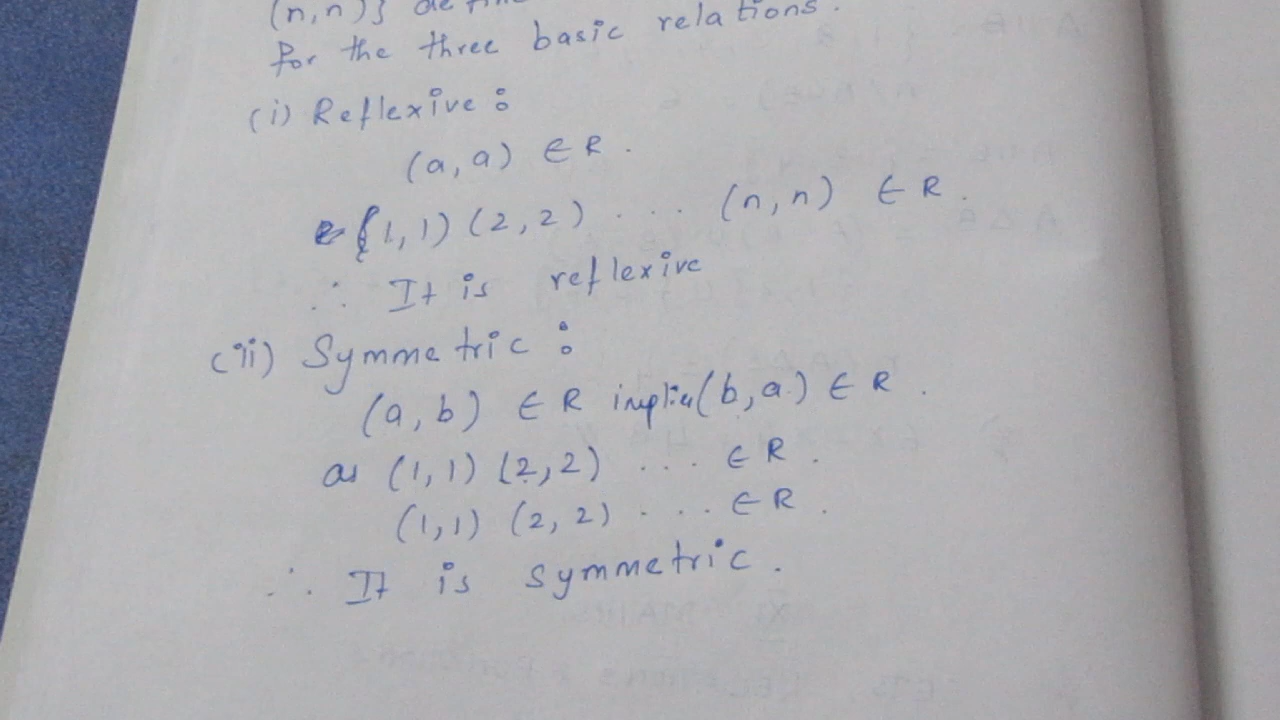 (n,n)}
for the three basic relations.
(i) Reflexive :
(a,a) ∈ R .
{1,1) (2,2) .... (n,n) ∈ R.
∴ It is reflexive
(ii) Symmetric :
(a,b) ∈ R implies (b,a) ∈ R .
as (1,1) (2,2) .... ∈ R .
(1,1) (2,2) .... ∈ R .
∴ It is symmetric .